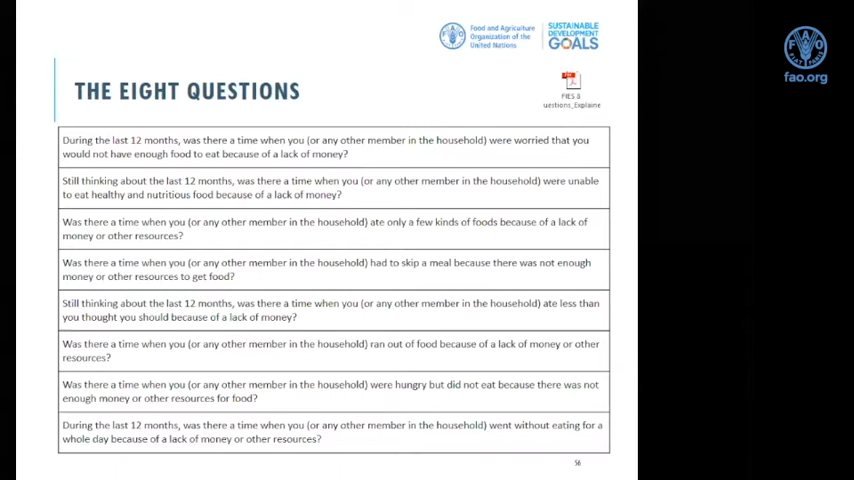 Food and Agriculture
Organization of the
United Nations
SUSTAINABLE
DEVELOPMENT
GOALS
F A O
FIAT PANIS
fao.org
THE EIGHT QUESTIONS
PDF
FIES 8
uestions_Explaine
During the last 12 months, was there a time when you (or any other member in the household) were worried that you
would not have enough food to eat because of a lack of money?
Still thinking about the last 12 months, was there a time when you (or any other member in the household) were unable
to eat healthy and nutritious food because of a lack of money?
Was there a time when you (or any other member in the household) ate only a few kinds of foods because of a lack of
money or other resources?
Was there a time when you (or any other member in the household) had to skip a meal because there was not enough
money or other resources to get food?
Still thinking about the last 12 months, was there a time when you (or any other member in the household) ate less than
you thought you should because of a lack of money?
Was there a time when you (or any other member in the household) ran out of food because of a lack of money or other
resources?
Was there a time when you (or any other member in the household) were hungry but did not eat because there was not
enough money or other resources for food?
During the last 12 months, was there a time when you (or any other member in the household) went without eating for a
whole day because of a lack of money or other resources?
56